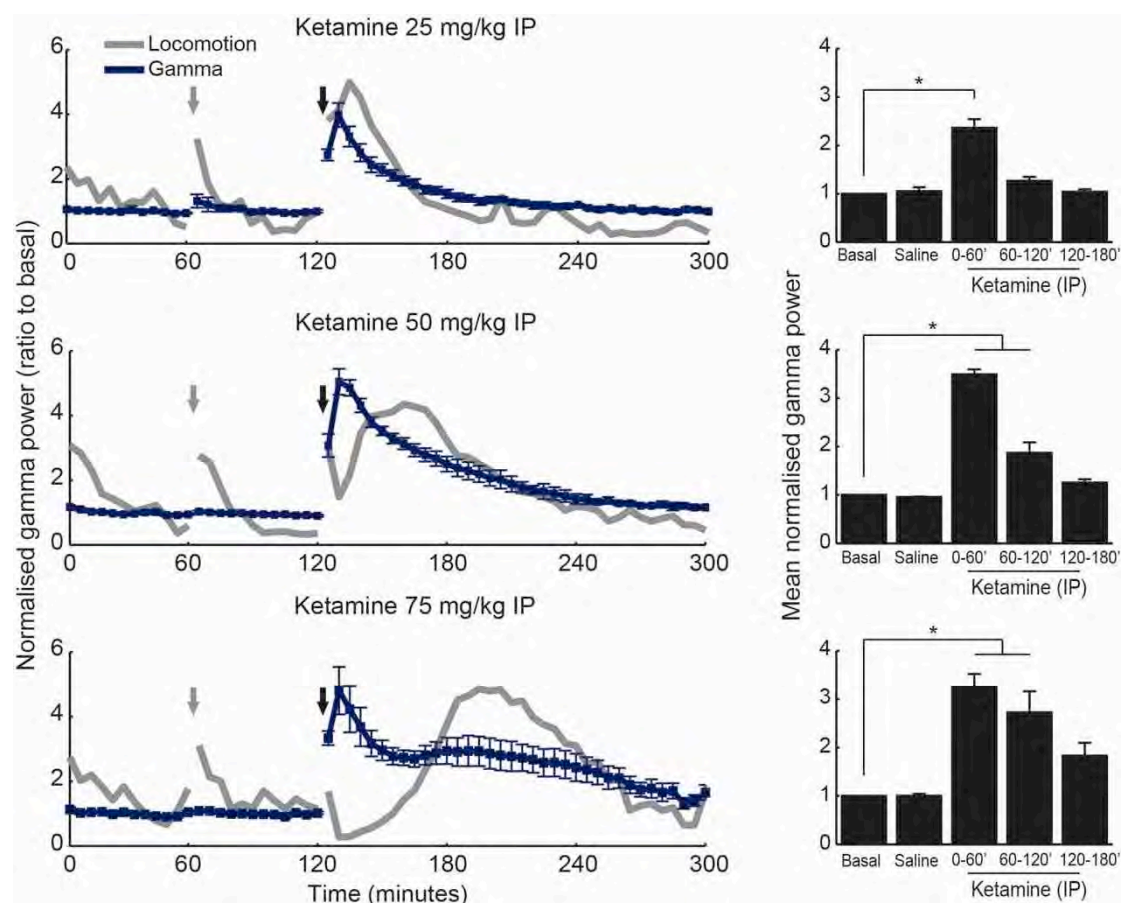 Ketamine 25 mg/kg IP
Locomotion
Gamma
6
4
2
0
0 60 120 180 240 300
Ketamine 50 mg/kg IP
6
4
2
0
0 60 120 180 240 300
Ketamine 75 mg/kg IP
6
4
2
0
0 60 120 180 240 300
Time (minutes)
Normalised gamma power (ratio to basal)
Mean normalised gamma power
4
3
2
1
0
*
Basal Saline 0-60' 60-120' 120-180'
Ketamine (IP)
4
3
2
1
0
*
Basal Saline 0-60' 60-120' 120-180'
Ketamine (IP)
4
3
2
1
0
*
Basal Saline 0-60' 60-120' 120-180'
Ketamine (IP)